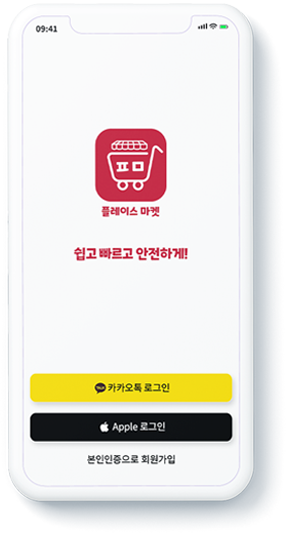 09:41
프마
플레이스 마켓
쉽고 빠르고 안전하게!
카카오톡 로그인
Apple 로그인
본인인증으로 회원가입